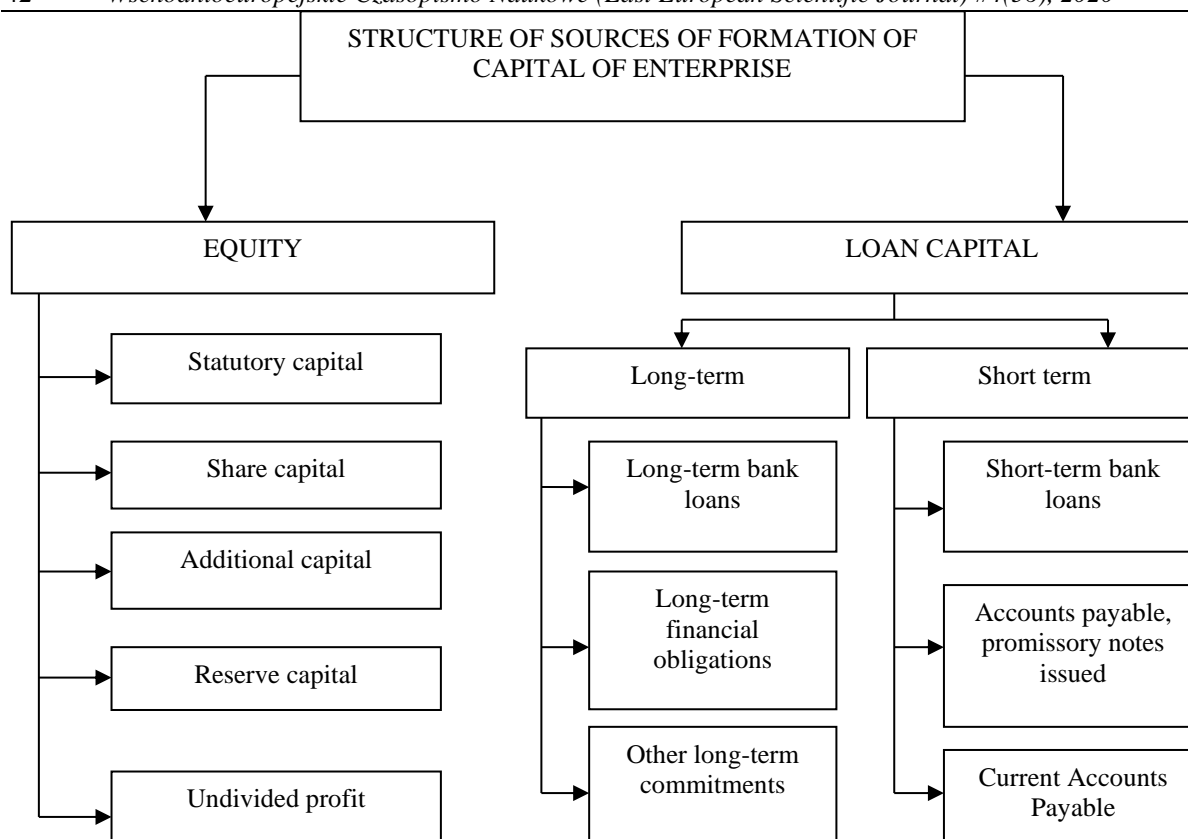 STRUCTURE OF SOURCES OF FORMATION OF
CAPITAL OF ENTERPRISE
EQUITY
Statutory capital
Share capital
Additional capital
Reserve capital
Undivided profit
LOAN CAPITAL
Long-term
Long-term bank
loans
Long-term
financial
obligations
Other long-term
commitments
Short term
Short-term bank
loans
Accounts payable,
promissory notes
issued
Current Accounts
Payable